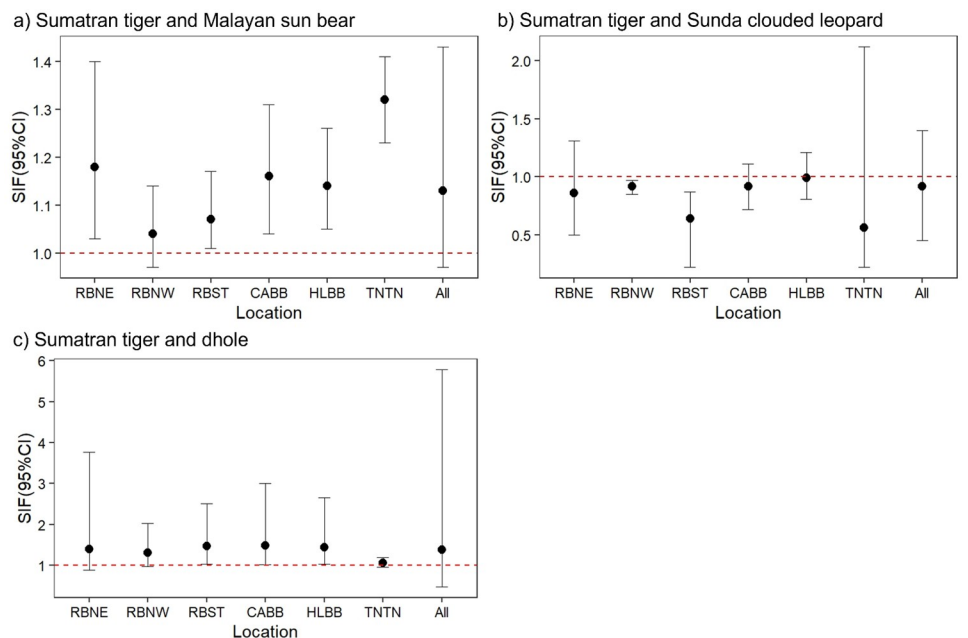 a) Sumatran tiger and Malayan sun bear
SIF(95%CI)
1.4
1.3
1.2
1.1
1.0
RBNE RBNW RBST CABB HLBB TNTN All
Location
b) Sumatran tiger and Sunda clouded leopard
SIF(95%CI)
2.0
1.5
1.0
0.5
RBNE RBNW RBST CABB HLBB TNTN All
Location
c) Sumatran tiger and dhole
SIF(95%CI)
6
5
4
3
2
1
RBNE RBNW RBST CABB HLBB TNTN All
Location